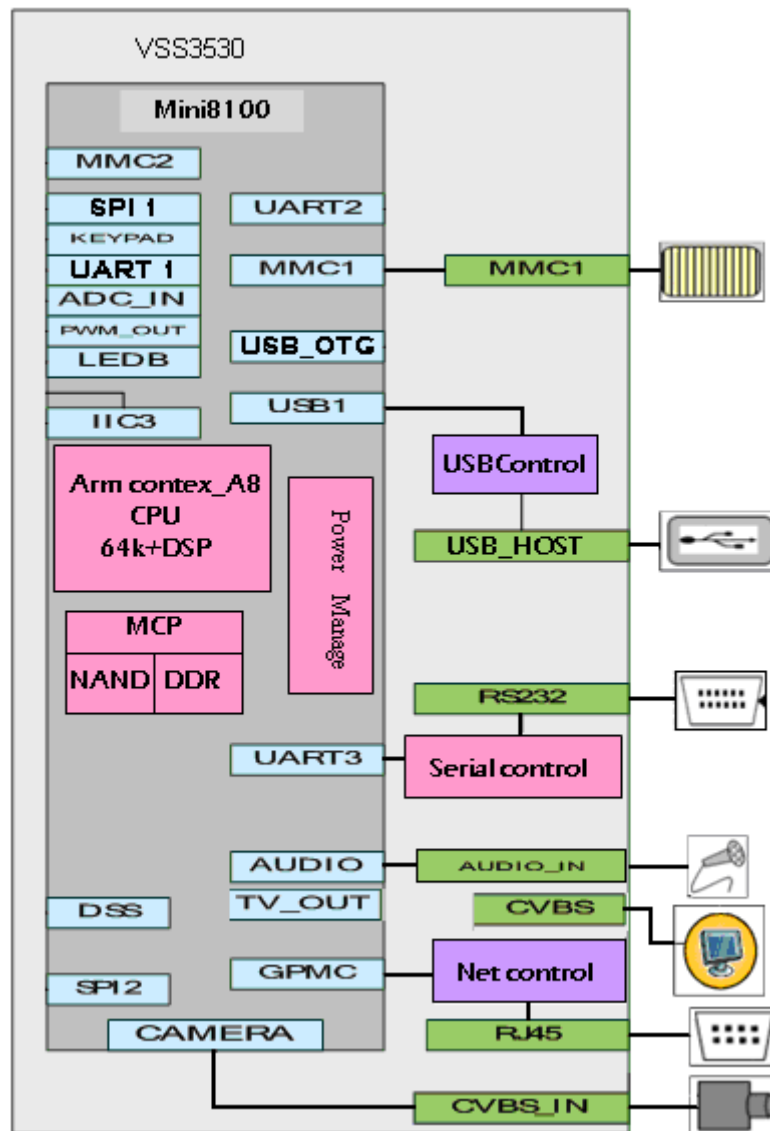 VSS3530
Mini8100
MMC2
SPI 1
KEYPAD
UART 1
ADC_IN
PWM_OUT
LEDB
IIC3
UART2
MMC1
MMC1
USB_OTG
USB1
USBControl
USB_HOST
Arm contex_A8
CPU
64k+DSP
Power Manage
MCP
NAND
DDR
RS232
UART3
Serial control
AUDIO
AUDIO_IN
TV_OUT
CVBS
DSS
GPMC
Net control
SPI2
CAMERA
RJ45
CVBS_IN